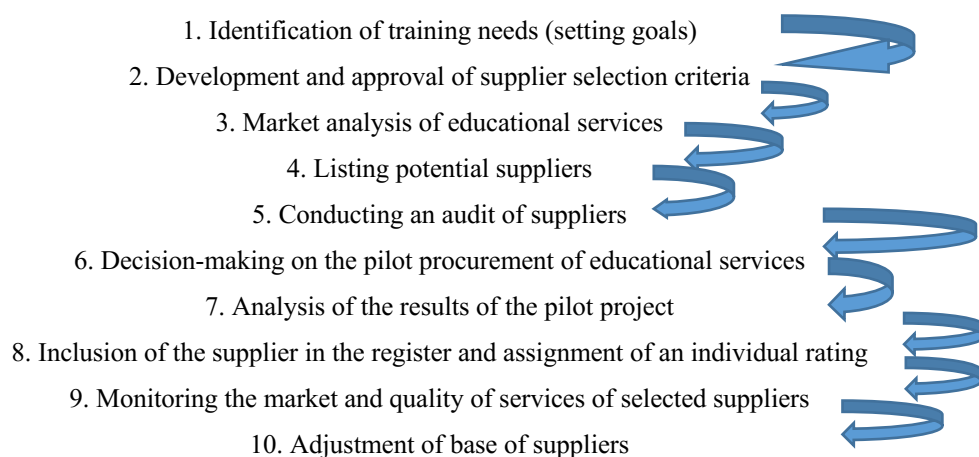 1. Identification of training needs (setting goals)
2. Development and approval of supplier selection criteria
3. Market analysis of educational services
4. Listing potential suppliers
5. Conducting an audit of suppliers
6. Decision-making on the pilot procurement of educational services
7. Analysis of the results of the pilot project
8. Inclusion of the supplier in the register and assignment of an individual rating
9. Monitoring the market and quality of services of selected suppliers
10. Adjustment of base of suppliers